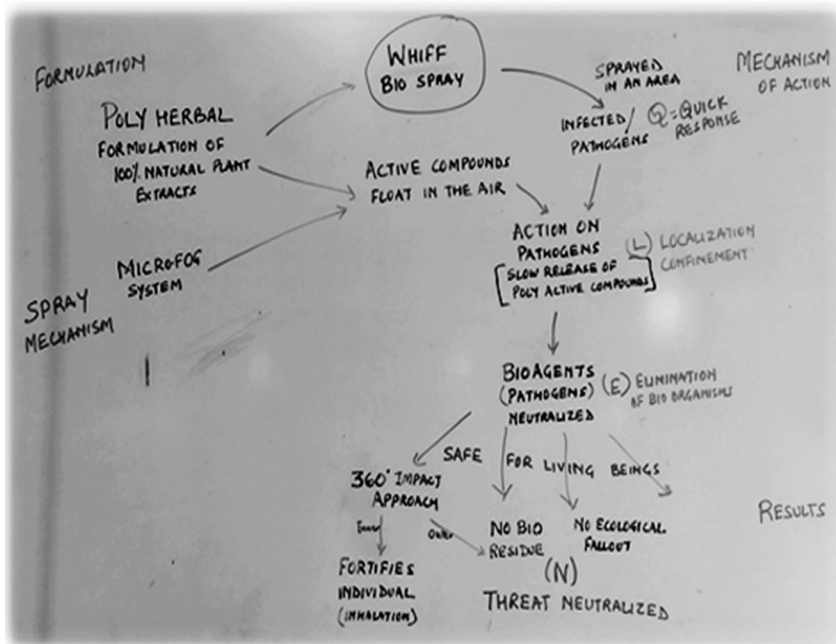 FORMULATION
POLY HERBAL
FORMULATION OF
100% NATURAL PLANT
EXTRACTS
WHIFF
BIO SPRAY
SPRAYED
IN AN AREA
MECHANISM
OF ACTION
INFECTED/
PATHOGENS
Q=QUICK
RESPONSE
ACTIVE COMPOUNDS
FLOAT IN THE AIR
SPRAY
MECHANISM
MICROFOG
SYSTEM
ACTION ON
PATHOGENS
[SLOW RELEASE OF
POLY ACTIVE COMPOUNDS]
(L) LOCALIZATION
CONFINEMENT
BIOAGENTS
(PATHOGENS)
NEUTRALIZED
(E) ELIMINATION
OF BIO ORGANISMS
SAFE FOR LIVING BEINGS
360° IMPACT
APPROACH
Inner
Outer
FORTIFIES
INDIVIDUAL
(INHALATION)
NO BIO
RESIDUE
NO ECOLOGICAL
FALLOUT
RESULTS
(N)
THREAT NEUTRALIZED